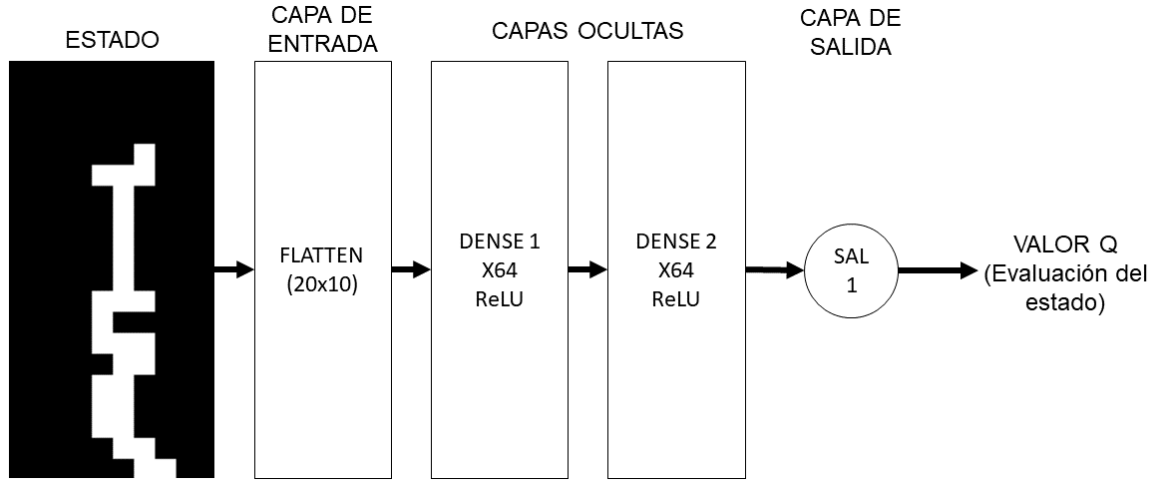 ESTADO
CAPA DE
ENTRADA
CAPAS OCULTAS
CAPA DE
SALIDA
FLATTEN
(20x10)
DENSE 1
X64
ReLU
DENSE 2
X64
ReLU
SAL
1
VALOR Q
(Evaluación del
estado)